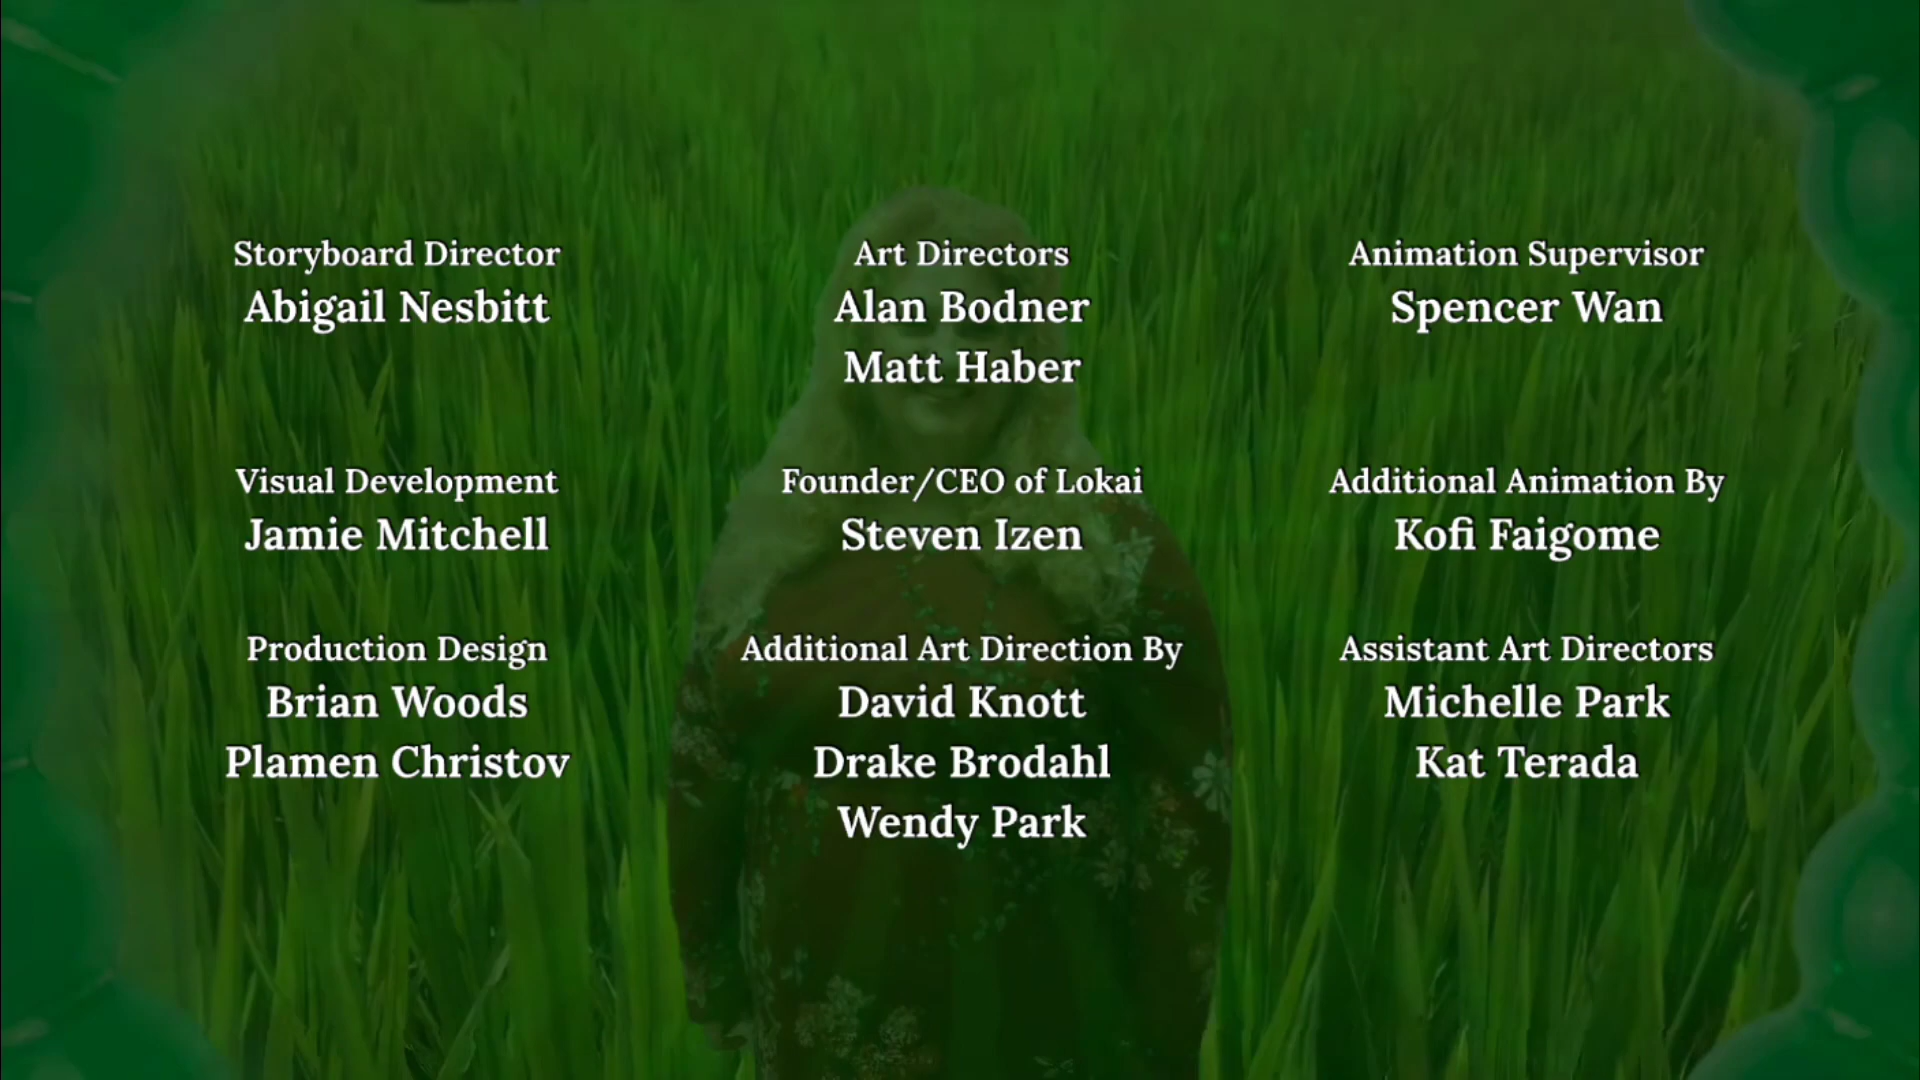 Storyboard Director
Abigail Nesbitt
Art Directors
Alan Bodner
Matt Haber
Animation Supervisor
Spencer Wan
Visual Development
Jamie Mitchell
Founder/CEO of Lokai
Steven Izen
Additional Animation By
Kofi Faigome
Production Design
Brian Woods
Plamen Christov
Additional Art Direction By
David Knott
Drake Brodahl
Wendy Park
Assistant Art Directors
Michelle Park
Kat Terada